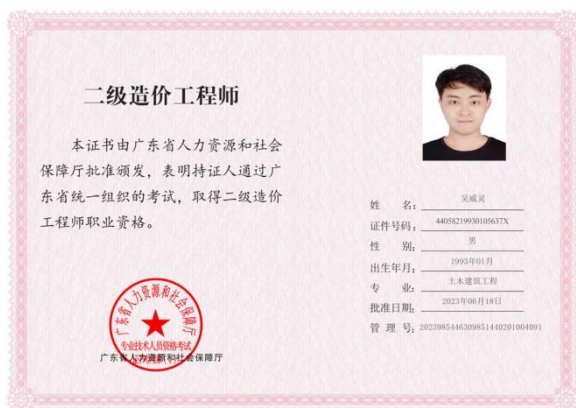 二级造价工程师
本证书由广东省人力资源和社会
保障厅批准颁发，表明持证人通过广
东省统一组织的考试，取得二级造价
工程师职业资格。
广东省人力资源和社会保障厅
专业技术人员资格考试
广东省人力资源和社会保障厅
姓 名： 吴威灵
证件号码： 44058219930105637X
性 别： 男
出生年月： 1993年01月
专 业： 土木建筑工程
批准日期： 2023年06月18日
管 理 号： 20239854463098514402010040​91